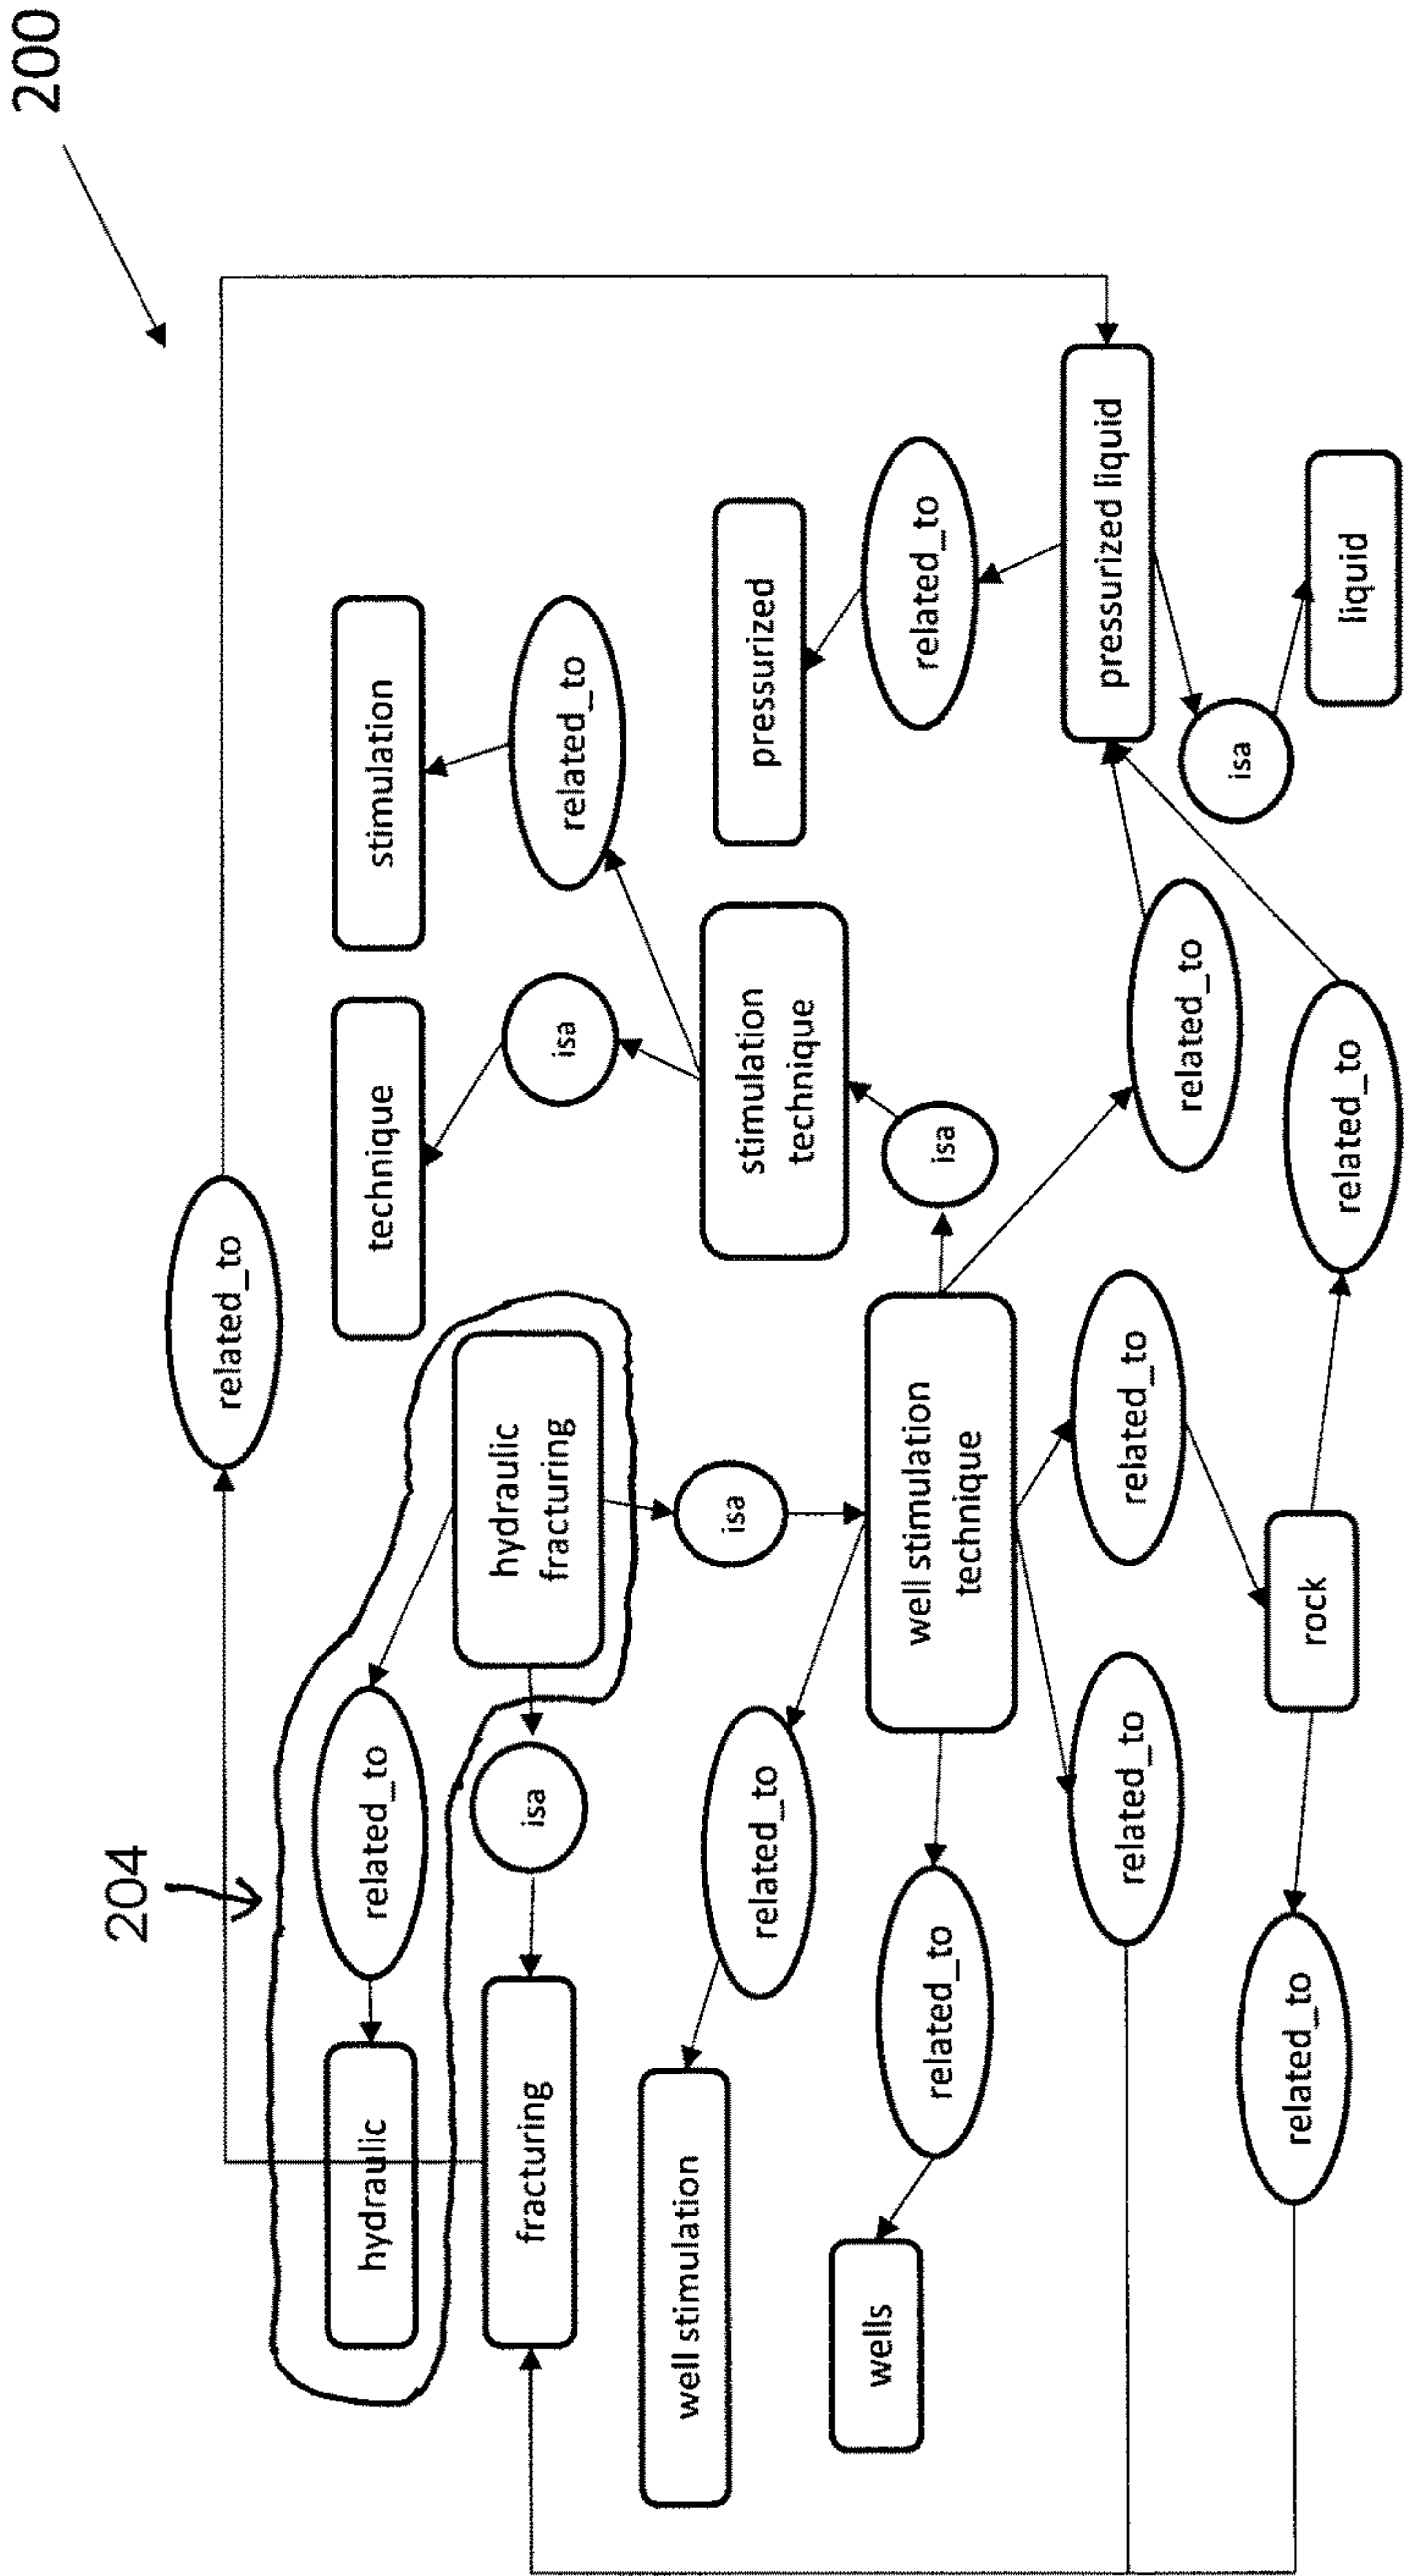 200
204
related_to
hydraulic
related_to
technique
stimulation
fracturing
isa
hydraulic
fracturing
isa
related_to
well stimulation
related_to
isa
stimulation
technique
pressurized
wells
related_to
well stimulation
technique
isa
related_to
related_to
related_to
related_to
pressurized liquid
related_to
rock
related_to
isa
liquid